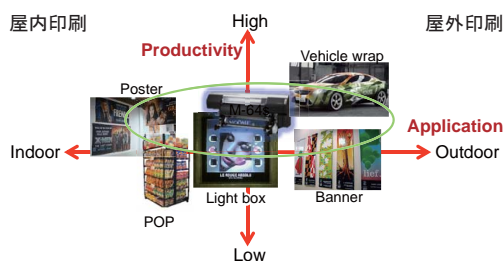 屋内印刷
High
屋外印刷
Productivity
Vehicle wrap
Poster
Application
Indoor
Outdoor
Light box
Banner
POP
Low